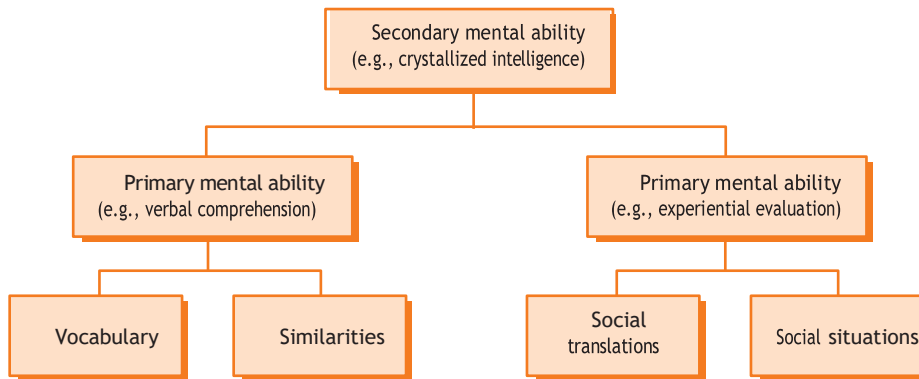 Secondary mental ability
(e.g., crystallized intelligence)
Primary mental ability
(e.g., verbal comprehension)
Primary mental ability
(e.g., experiential evaluation)
Vocabulary
Similarities
Social
translations
Social situations